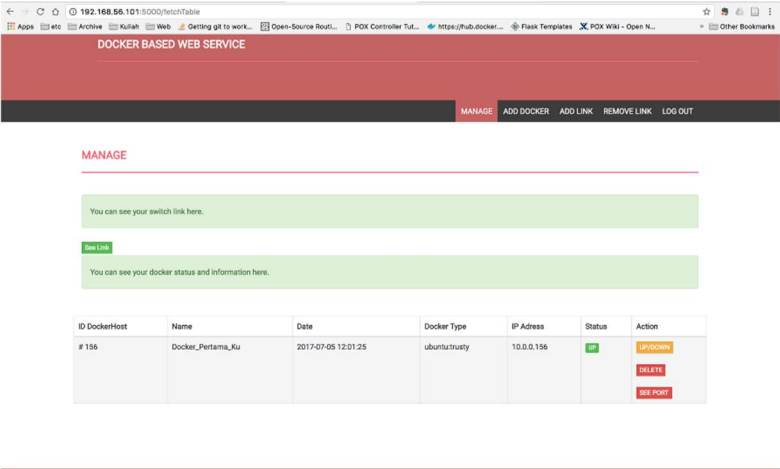 192.168.56.101:5000/fetchTable
Apps etc Archive Kuliah Web Getting git to work... Open-Source Routi... POX Controller Tut... https://hub.docker.... Flask Templates POX Wiki - Open N... » Other Bookmarks
DOCKER BASED WEB SERVICE
MANAGE ADD DOCKER ADD LINK REMOVE LINK LOG OUT
MANAGE
You can see your switch link here.
See Link
You can see your docker status and information here.
ID DockerHost Name Date Docker Type IP Adress Status Action
# 156 Docker_Pertama_Ku 2017-07-05 12:01:25 ubuntu:trusty 10.0.0.156 UP UP/DOWN
DELETE
SEE PORT